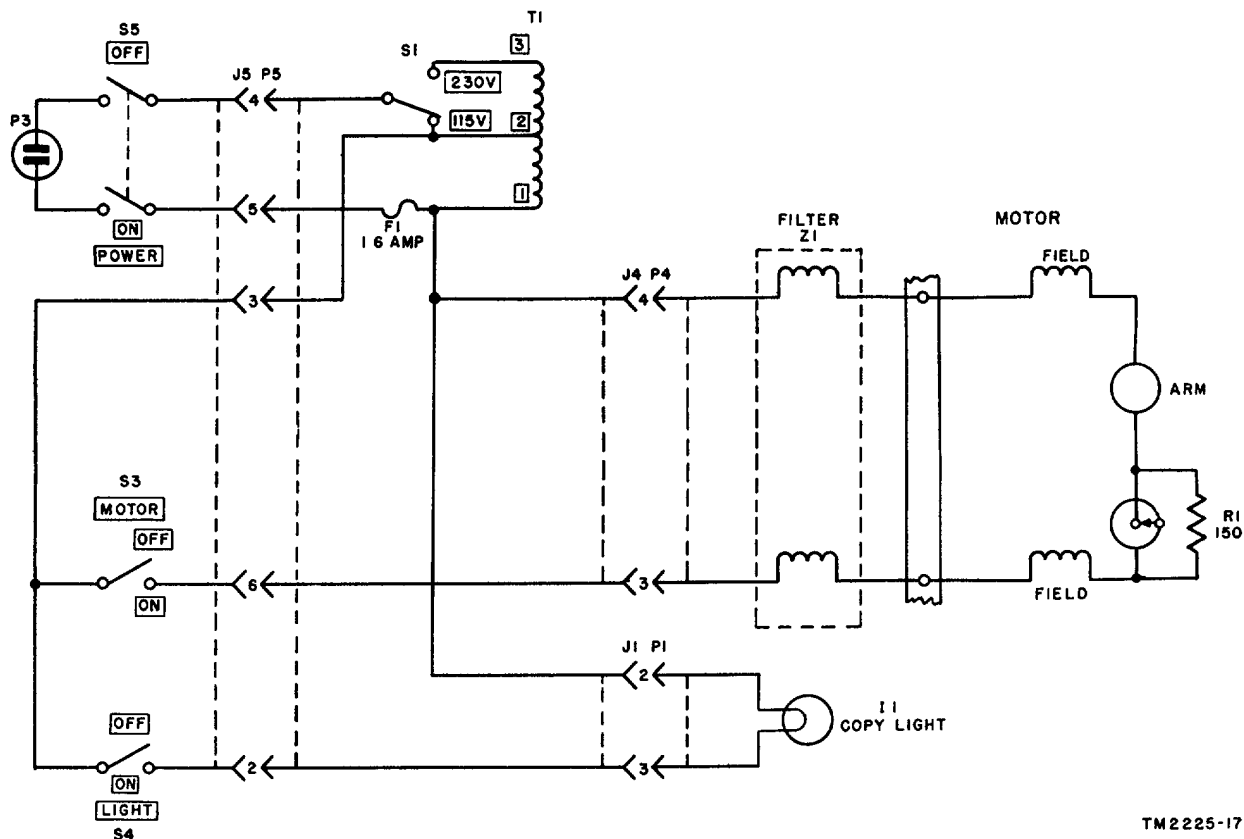 T1
S5
OFF
S1
3
J5 P5
230V
4
P3
115V
2
1
ON
POWER
5
F1
1 6 AMP
FILTER
Z1
MOTOR
FIELD
3
J4 P4
4
ARM
S3
MOTOR
OFF
ON
6
3
R1
150
FIELD
J1 P1
2
I1
COPY LIGHT
OFF
ON
LIGHT
S4
2
3
TM2225-17